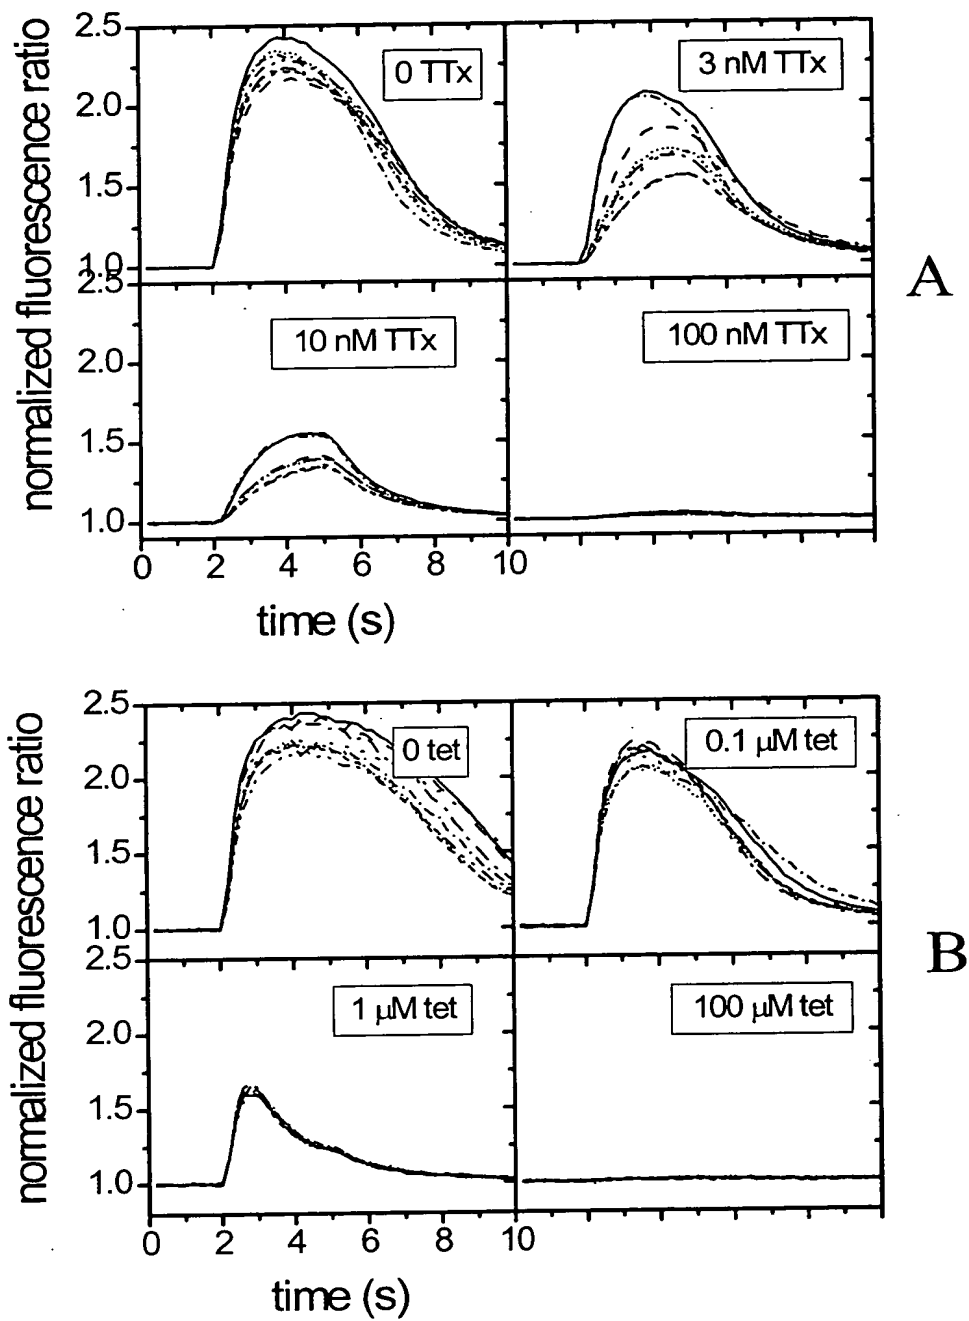 normalized fluorescence ratio
2.5
2.0
1.5
1.0
0 TTx
3 nM TTx
A
2.5
2.0
1.5
1.0
10 nM TTx
100 nM TTx
0 2 4 6 8 10
time (s)
normalized fluorescence ratio
2.5
2.0
1.5
1.0
0 tet
0.1 μM tet
B
2.5
2.0
1.5
1.0
1 μM tet
100 μM tet
0 2 4 6 8 10
time (s)